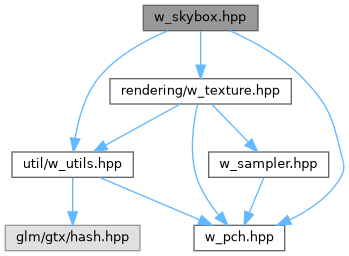 w_skybox.hpp
rendering/w_texture.hpp
util/w_utils.hpp
w_sampler.hpp
glm/gtx/hash.hpp
w_pch.hpp